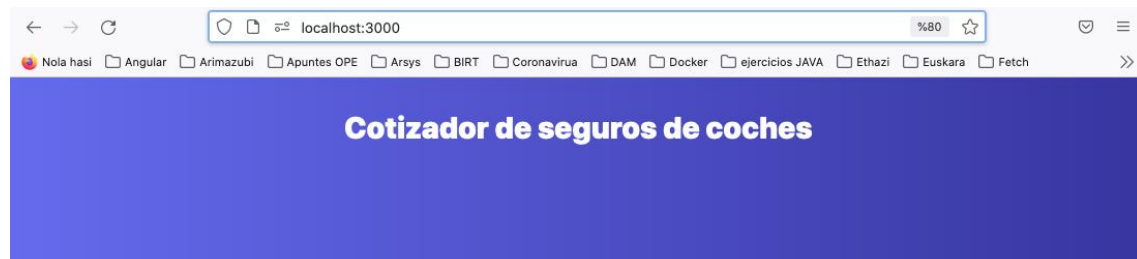 localhost:3000
%80
Nola hasi Angular Arimazubi Apuntes OPE Arsys BIRT Coronavirua DAM Docker ejercicios JAVA Ethazi Euskara Fetch
Cotizador de seguros de coches